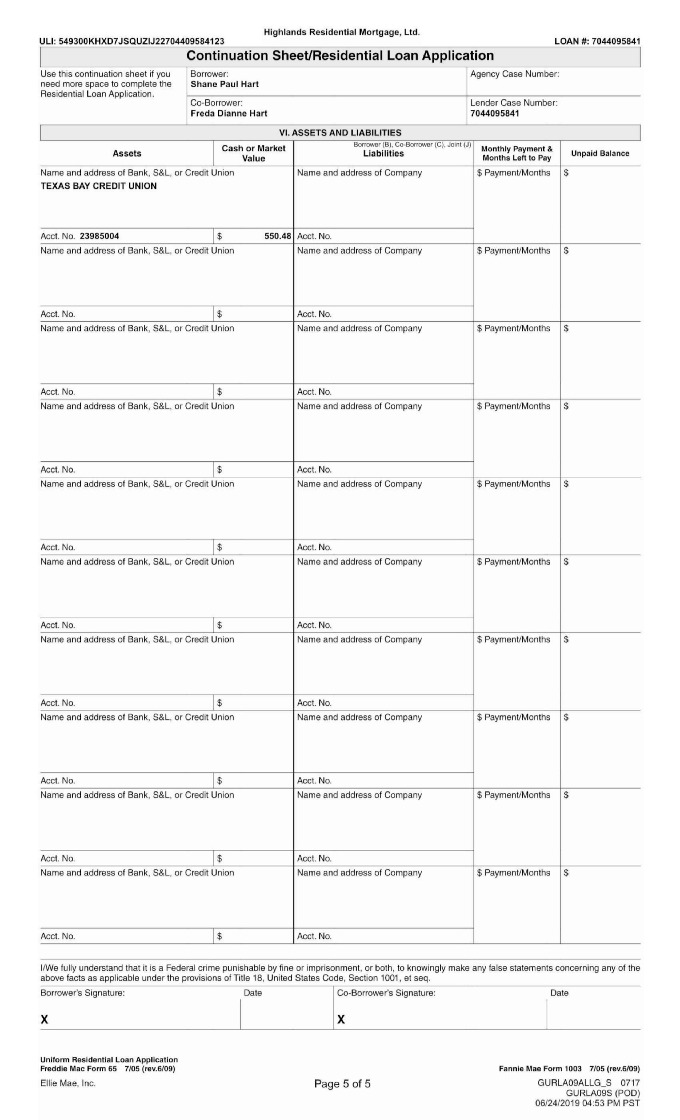 Highlands Residential Mortgage, Ltd.
ULI: 549300KHXD7JSQUZIJ22704409584123 LOAN #: 7044095841
Continuation Sheet/Residential Loan Application
Use this continuation sheet if you need more space to complete the Residential Loan Application.
Borrower:
Shane Paul Hart
Agency Case Number:
Co-Borrower:
Freda Dianne Hart
Lender Case Number:
7044095841
VI. ASSETS AND LIABILITIES
Borrower (B), Co-Borrower (C), Joint (J)
Assets Cash or Market Value Liabilities Monthly Payment & Months Left to Pay Unpaid Balance
Name and address of Bank, S&L, or Credit Union Name and address of Company $ Payment/Months $
TEXAS BAY CREDIT UNION
Acct. No. 23985004 $ 550.48 Acct. No.
Name and address of Bank, S&L, or Credit Union Name and address of Company $ Payment/Months $
Acct. No. $ Acct. No.
Name and address of Bank, S&L, or Credit Union Name and address of Company $ Payment/Months $
Acct. No. $ Acct. No.
Name and address of Bank, S&L, or Credit Union Name and address of Company $ Payment/Months $
Acct. No. $ Acct. No.
Name and address of Bank, S&L, or Credit Union Name and address of Company $ Payment/Months $
Acct. No. $ Acct. No.
Name and address of Bank, S&L, or Credit Union Name and address of Company $ Payment/Months $
Acct. No. $ Acct. No.
Name and address of Bank, S&L, or Credit Union Name and address of Company $ Payment/Months $
Acct. No. $ Acct. No.
Name and address of Bank, S&L, or Credit Union Name and address of Company $ Payment/Months $
Acct. No. $ Acct. No.
Name and address of Bank, S&L, or Credit Union Name and address of Company $ Payment/Months $
Acct. No. $ Acct. No.
Name and address of Bank, S&L, or Credit Union Name and address of Company $ Payment/Months $
Acct. No. $ Acct. No.
I/We fully understand that it is a Federal crime punishable by fine or imprisonment, or both, to knowingly make any false statements concerning any of the
above facts as applicable under the provisions of Title 18, United States Code, Section 1001, et seq.
Borrower's Signature: Date Co-Borrower's Signature: Date
X X
Uniform Residential Loan Application
Freddie Mac Form 65 7/05 (rev.6/09) Fannie Mae Form 1003 7/05 (rev.6/09)
Ellie Mae, Inc. Page 5 of 5 GURLA09ALLG_S 0717
GURLA09S (POD)
06/24/2019 04:53 PM PST